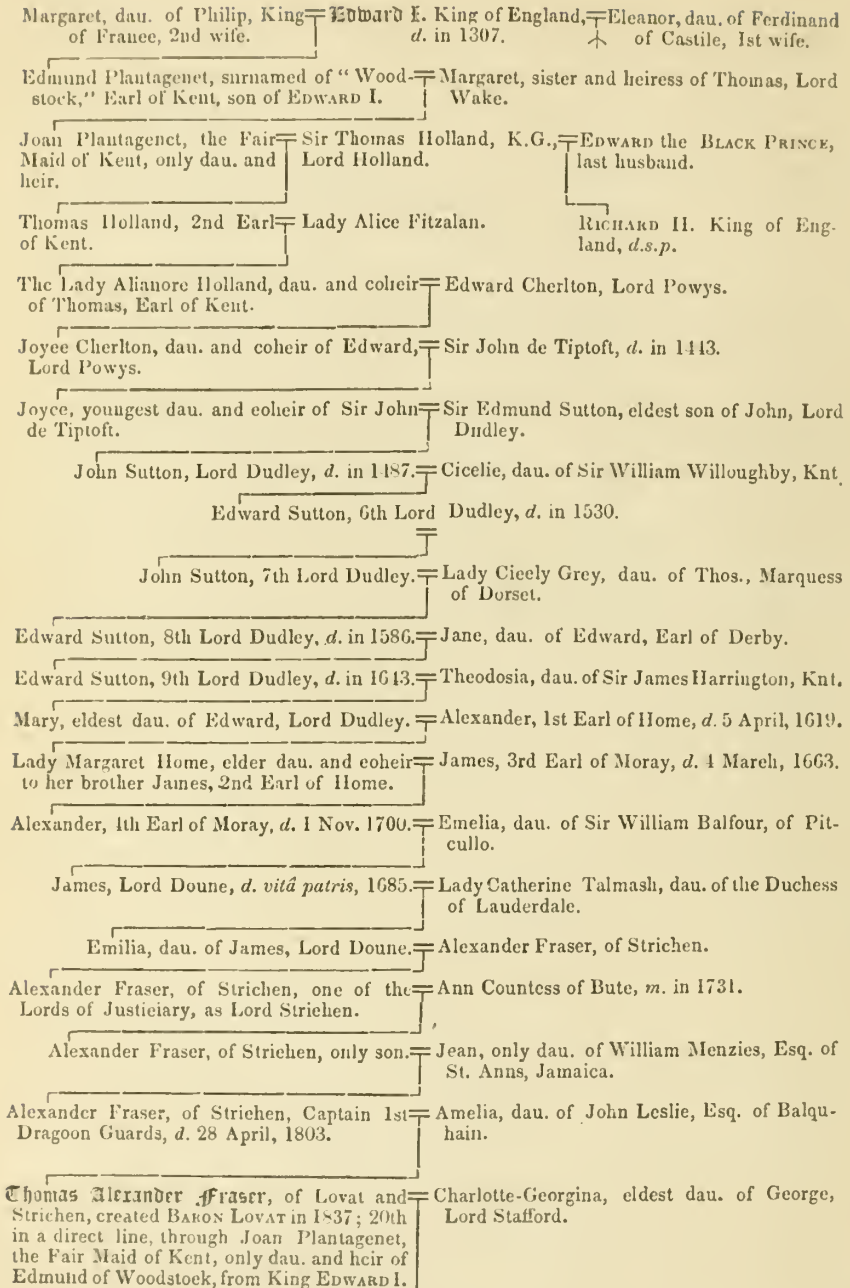 Margaret, dau. of Philip, King = Edward I. King of England, = Eleanor, dau. of Ferdinand
of France, 2nd wife. d. in 1307. of Castile, 1st wife.
Edmund Plantagenet, surnamed of "Wood- = Margaret, sister and heiress of Thomas, Lord
stock," Earl of Kent, son of EDWARD I. Wake.
Joan Plantagenet, the Fair = Sir Thomas Holland, K.G., = EDWARD the BLACK PRINCE,
Maid of Kent, only dau. and Lord Holland. last husband.
heir.
Thomas Holland, 2nd Earl = Lady Alice Fitzalan. RICHARD II. King of Eng-
of Kent. land, d.s.p.
The Lady Alianore Holland, dau. and coheir = Edward Cherlton, Lord Powys.
of Thomas, Earl of Kent.
Joyce Cherlton, dau. and coheir of Edward, = Sir John de Tiptoft, d. in 1443.
Lord Powys.
Joyce, youngest dau. and coheir of Sir John = Sir Edmund Sutton, eldest son of John, Lord
de Tiptoft. Dudley.
John Sutton, Lord Dudley, d. in 1487. = Cicelie, dau. of Sir William Willoughby, Knt.
Edward Sutton, 6th Lord Dudley, d. in 1530.
John Sutton, 7th Lord Dudley. = Lady Cicely Grey, dau. of Thos., Marquess
of Dorset.
Edward Sutton, 8th Lord Dudley, d. in 1586. = Jane, dau. of Edward, Earl of Derby.
Edward Sutton, 9th Lord Dudley, d. in 1643. = Theodosia, dau. of Sir James Harrington, Knt.
Mary, eldest dau. of Edward, Lord Dudley. = Alexander, 1st Earl of Home, d. 5 April, 1619.
Lady Margaret Home, elder dau. and coheir = James, 3rd Earl of Moray, d. 4 March, 1663.
to her brother James, 2nd Earl of Home.
Alexander, 4th Earl of Moray, d. 1 Nov. 1700. = Emelia, dau. of Sir William Balfour, of Pit-
cullo.
James, Lord Doune, d. vitâ patris, 1685. = Lady Catherine Talmash, dau. of the Duchess
of Lauderdale.
Emilia, dau. of James, Lord Doune. = Alexander Fraser, of Strichen.
Alexander Fraser, of Strichen, one of the = Ann Countess of Bute, m. in 1731.
Lords of Justiciary, as Lord Strichen.
Alexander Fraser, of Strichen, only son. = Jean, only dau. of William Menzies, Esq. of
St. Anns, Jamaica.
Alexander Fraser, of Strichen, Captain 1st = Amelia, dau. of John Leslie, Esq. of Balqu-
Dragoon Guards, d. 28 April, 1803. hain.
Thomas Alexander Fraser, of Lovat and = Charlotte-Georgina, eldest dau. of George,
Strichen, created BARON LOVAT in 1837; 20th Lord Stafford.
in a direct line, through Joan Plantagenet,
the Fair Maid of Kent, only dau. and heir of
Edmund of Woodstock, from King EDWARD I.